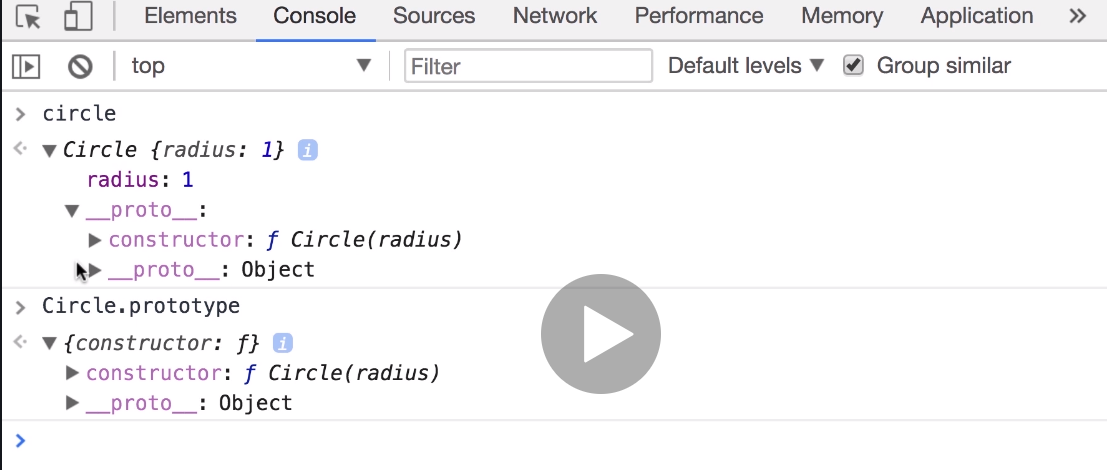 Elements Console Sources Network Performance Memory Application »
top ▼ Filter Default levels ▼ Group similar
> circle
▼ Circle {radius: 1} i
radius: 1
▼ __proto__:
▶ constructor: ƒ Circle(radius)
▶ __proto__: Object
> Circle.prototype
▼ {constructor: ƒ} i
▶ constructor: ƒ Circle(radius)
▶ __proto__: Object
>